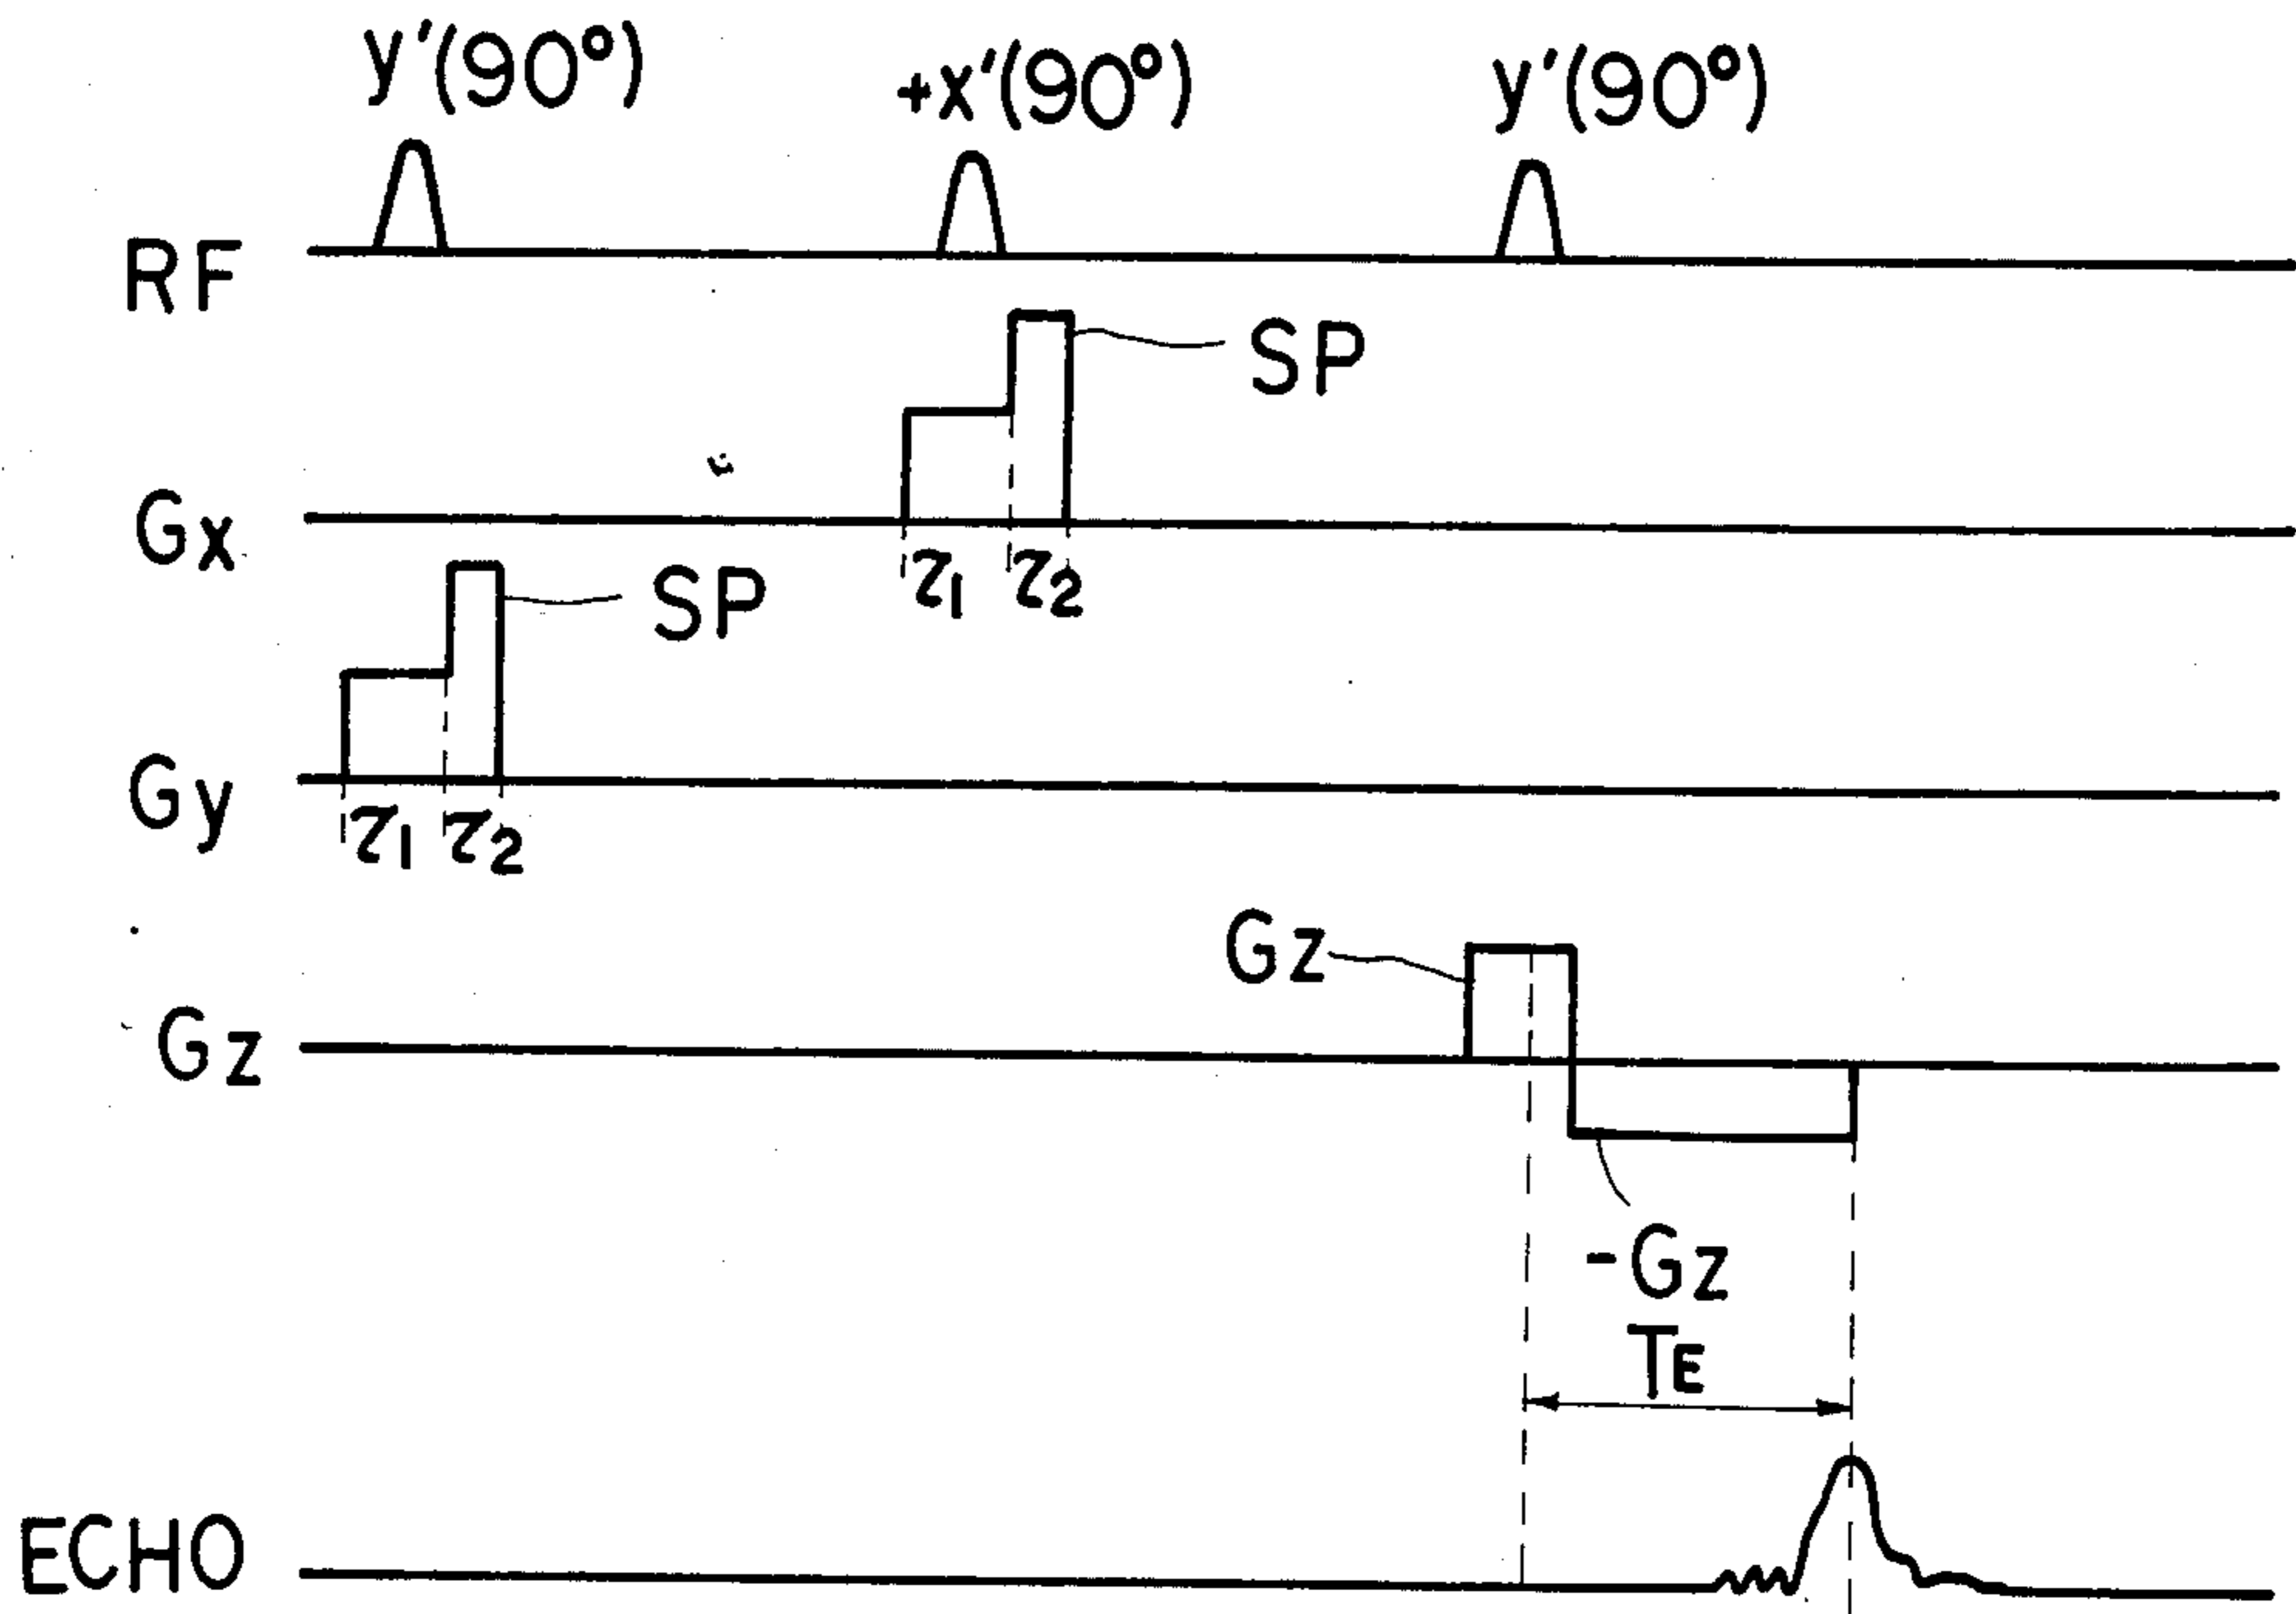 y'(90°) +x'(90°) y'(90°)
RF
SP
Gx
τ1 τ2
SP
Gy
τ1 τ2
Gz
Gz
-Gz
TE
ECHO